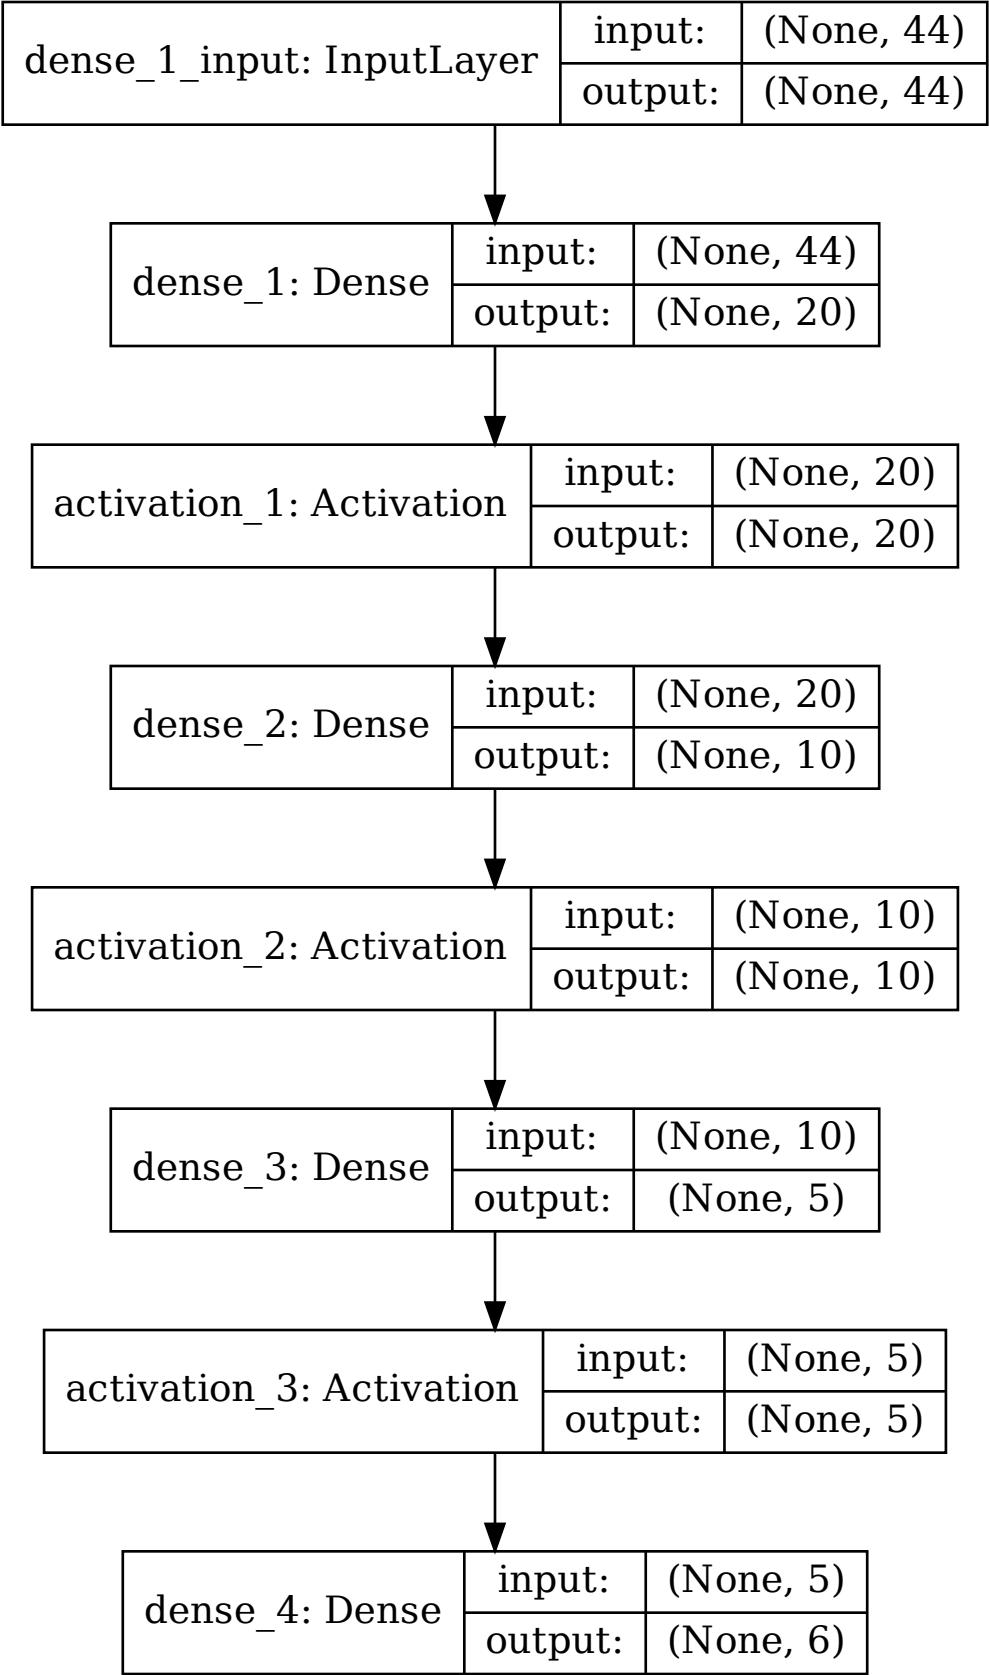 dense_1_input: InputLayer
input: (None, 44)
output: (None, 44)
dense_1: Dense
input: (None, 44)
output: (None, 20)
activation_1: Activation
input: (None, 20)
output: (None, 20)
dense_2: Dense
input: (None, 20)
output: (None, 10)
activation_2: Activation
input: (None, 10)
output: (None, 10)
dense_3: Dense
input: (None, 10)
output: (None, 5)
activation_3: Activation
input: (None, 5)
output: (None, 5)
dense_4: Dense
input: (None, 5)
output: (None, 6)